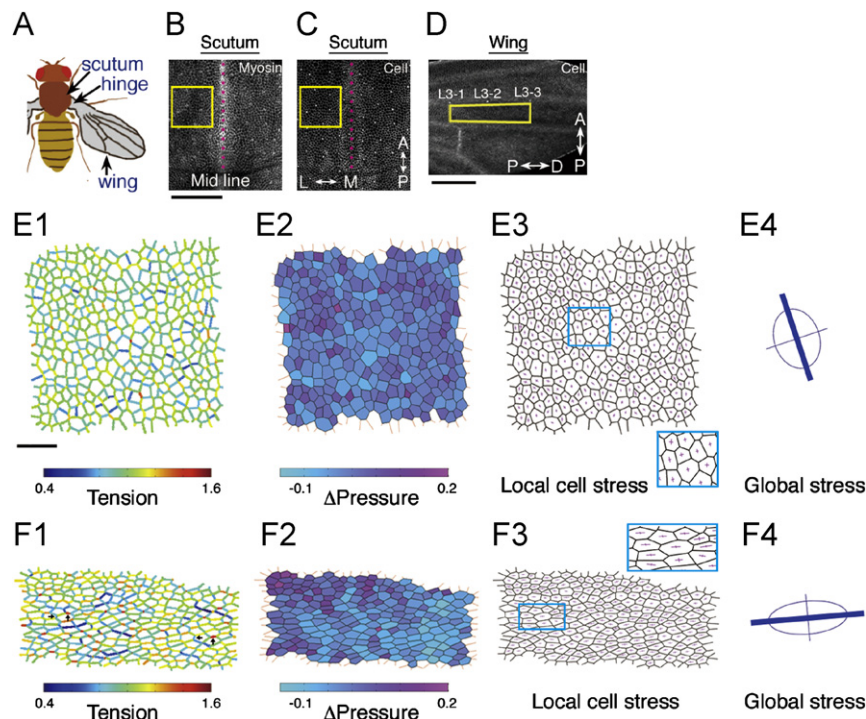 A
scutum
hinge
wing
B
Scutum
Myosin
Mid line
C
Scutum
Cell
A
P
L M
D
Wing
Cell
L3-1 L3-2 L3-3
A
P D P
E1 E2 E3 E4
0.4 1.6
Tension
-0.1 0.2
ΔPressure
Local cell stress
Global stress
F1 F2 F3 F4
0.4 1.6
Tension
-0.1 0.2
ΔPressure
Local cell stress
Global stress